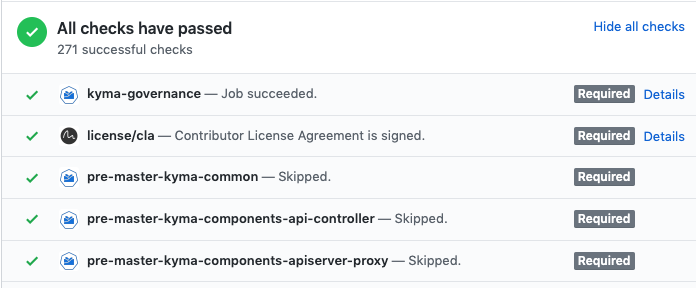 All checks have passed
271 successful checks
Hide all checks
kyma-governance — Job succeeded. Required Details
license/cla — Contributor License Agreement is signed. Required Details
pre-master-kyma-common — Skipped. Required
pre-master-kyma-components-api-controller — Skipped. Required
pre-master-kyma-components-apiserver-proxy — Skipped. Required